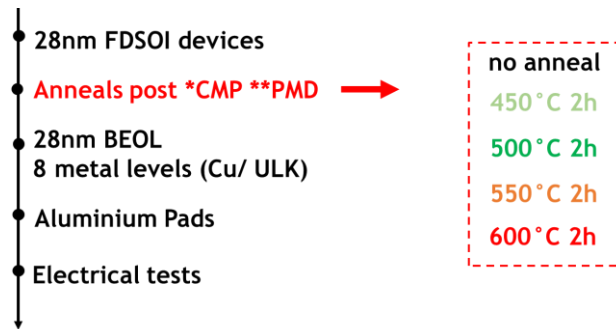 28nm FDSOI devices
Anneals post *CMP **PMD
28nm BEOL
8 metal levels (Cu/ ULK)
Aluminium Pads
Electrical tests
no anneal
450°C 2h
500°C 2h
550°C 2h
600°C 2h